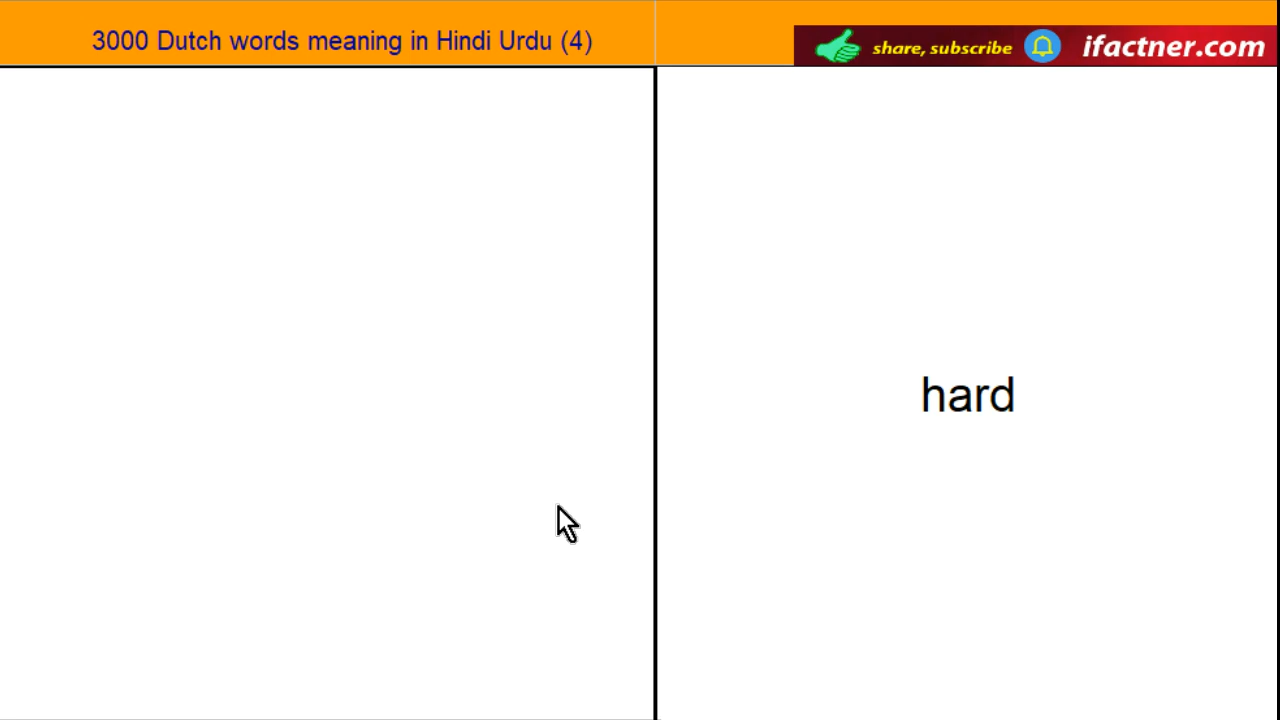 3000 Dutch words meaning in Hindi Urdu (4)
share, subscribe ifactner.com
hard